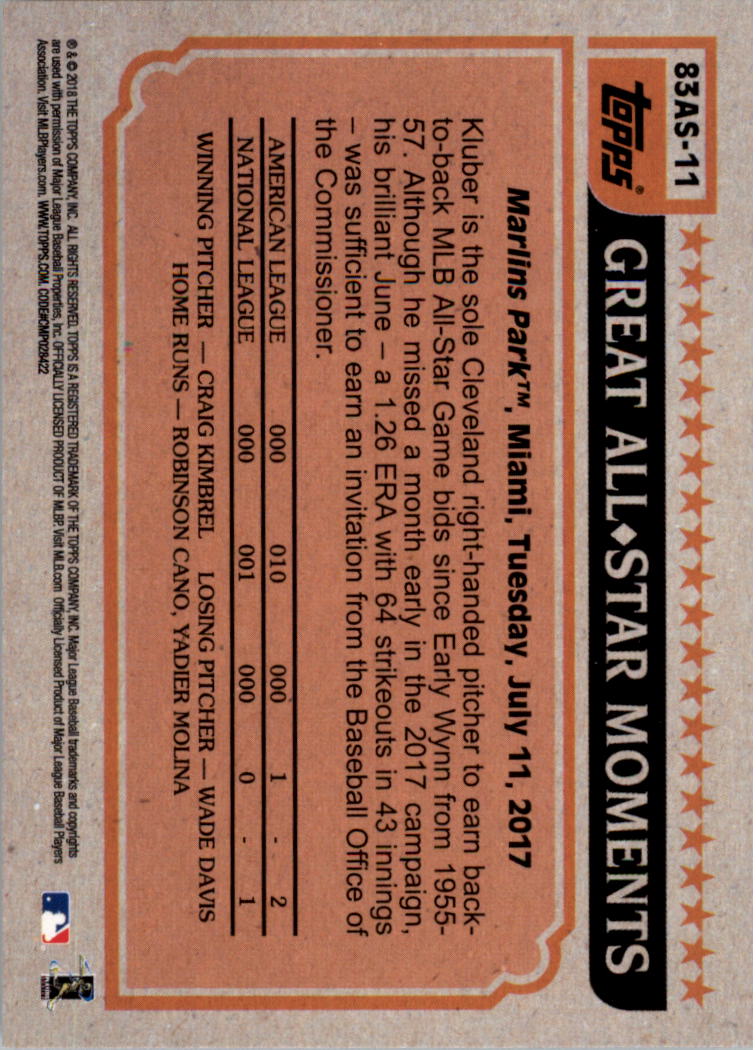 83AS-11
topps®
GREAT ALL◆STAR MOMENTS
Marlins Park™, Miami, Tuesday, July 11, 2017
Kluber is the sole Cleveland right-handed pitcher to earn back-
to-back MLB All-Star Game bids since Early Wynn from 1955-
57. Although he missed a month early in the 2017 campaign,
his brilliant June – a 1.26 ERA with 64 strikeouts in 43 innings
– was sufficient to earn an invitation from the Baseball Office of
the Commissioner.
AMERICAN LEAGUE 000 010 000 1 - 2
NATIONAL LEAGUE 000 001 000 0 - 1
WINNING PITCHER — CRAIG KIMBREL LOSING PITCHER — WADE DAVIS
HOME RUNS — ROBINSON CANO, YADIER MOLINA
® & © 2018 THE TOPPS COMPANY, INC. ALL RIGHTS RESERVED. TOPPS IS A REGISTERED TRADEMARK OF THE TOPPS COMPANY, INC. Major League Baseball trademarks and copyrights
are used with permission of Major League Baseball Properties, Inc. OFFICIALLY LICENSED PRODUCT OF MLBP. Visit MLB.com Officially Licensed Product of Major League Baseball Players
Association. Visit MLBPlayers.com. WWW.TOPPS.COM. CODE#CMP028422